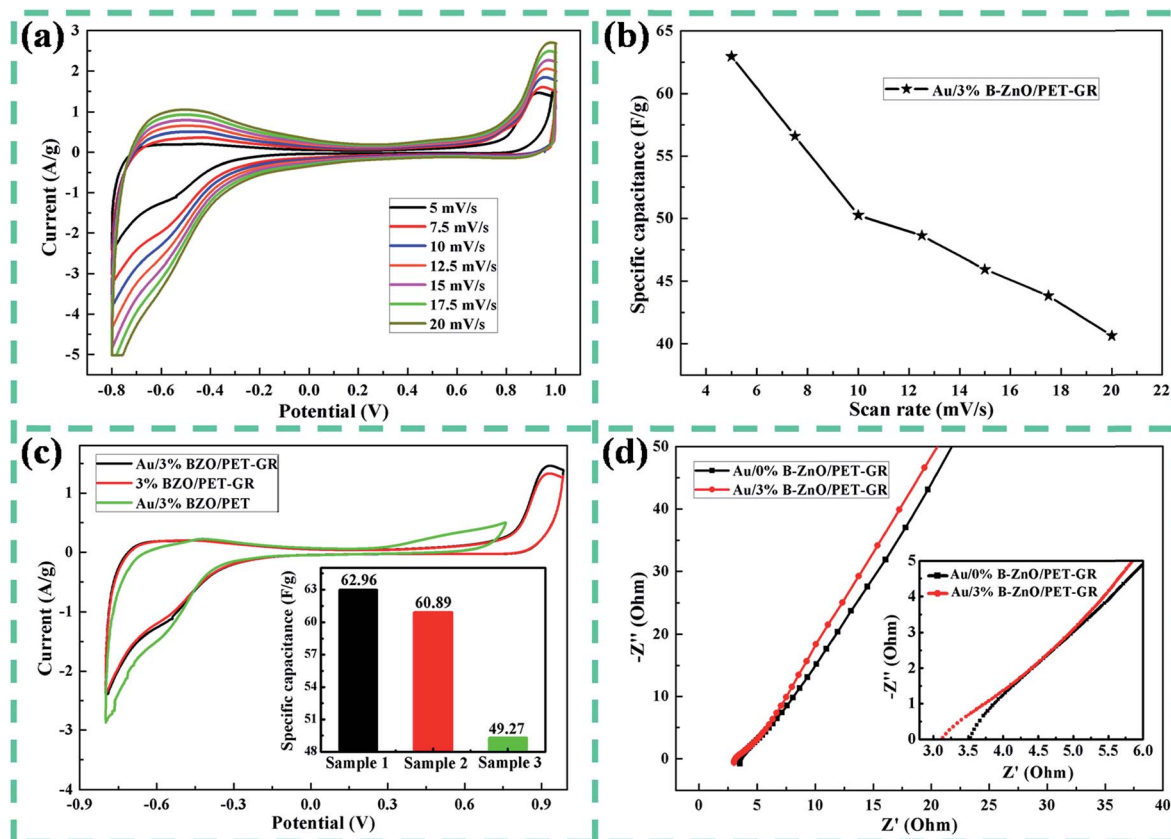 (a)
3
2
1
0
-1
-2
-3
-4
-5
Current (A/g)
5 mV/s
7.5 mV/s
10 mV/s
12.5 mV/s
15 mV/s
17.5 mV/s
20 mV/s
-0.8 -0.6 -0.4 -0.2 0.0 0.2 0.4 0.6 0.8 1.0
Potential (V)
(b)
65
60
55
50
45
40
Specific capacitance (F/g)
Au/3% B-ZnO/PET-GR
4 6 8 10 12 14 16 18 20 22
Scan rate (mV/s)
(c)
Au/3% BZO/PET-GR
3% BZO/PET-GR
Au/3% BZO/PET
1
0
-1
-2
-3
-4
Current (A/g)
63
60
57
54
51
48
Specific capacitance (F/g)
62.96
60.89
49.27
Sample 1 Sample 2 Sample 3
-0.9 -0.6 -0.3 0.0 0.3 0.6 0.9
Potential (V)
(d)
50
40
30
20
10
0
-Z'' (Ohm)
Au/0% B-ZnO/PET-GR
Au/3% B-ZnO/PET-GR
5
4
3
2
1
0
-Z'' (Ohm)
Au/0% B-ZnO/PET-GR
Au/3% B-ZnO/PET-GR
3.0 3.5 4.0 4.5 5.0 5.5 6.0
Z' (Ohm)
0 5 10 15 20 25 30 35 40
Z' (Ohm)